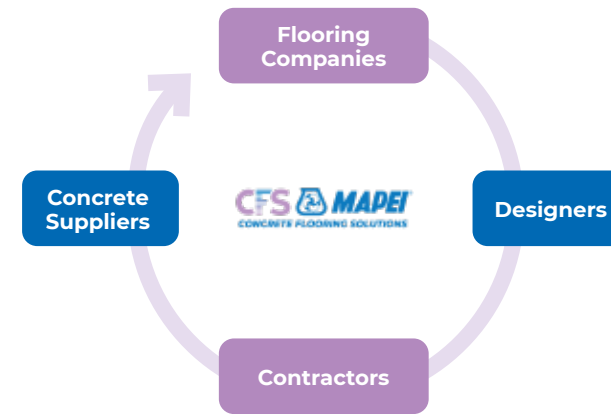 Flooring
Companies
Concrete
Suppliers
CFS MAPEI
CONCRETE FLOORING SOLUTIONS
Designers
Contractors